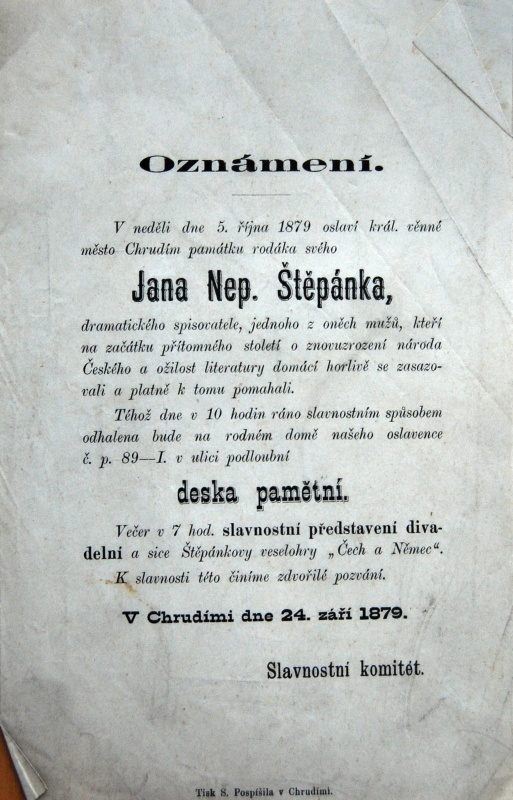 Oznámení.
V neděli dne 5. října 1879 oslaví král. věnné
město Chrudím památku rodáka svého
Jana Nep. Štěpánka,
dramatického spisovatele, jednoho z oněch mužů, kteří
na začátku přítomného století o znovuzrození národa
Českého a ožilost literatury domácí horlivě se zasazo-
vali a platně k tomu pomahali.
Téhož dne v 10 hodin ráno slavnostním spůsobem
odhalena bude na rodném domě našeho oslavence
č. p. 89—I. v ulici podloubní
deska pamětní.
Večer v 7 hod. slavnostní představení diva-
delní a sice Štěpánkovy veselohry „Čech a Němec“.
K slavnosti této činíme zdvořilé pozvání.
V Chrudími dne 24. září 1879.
Slavnostní komitét.
Tisk S. Pospíšila v Chrudími.